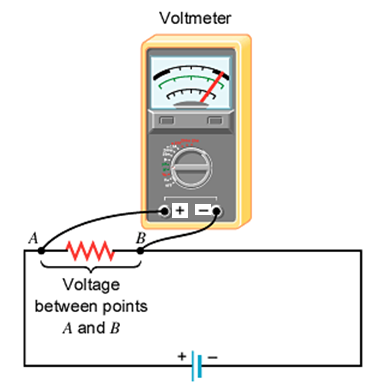 Voltmeter
+ −
A B
Voltage
between points
A and B
+ −